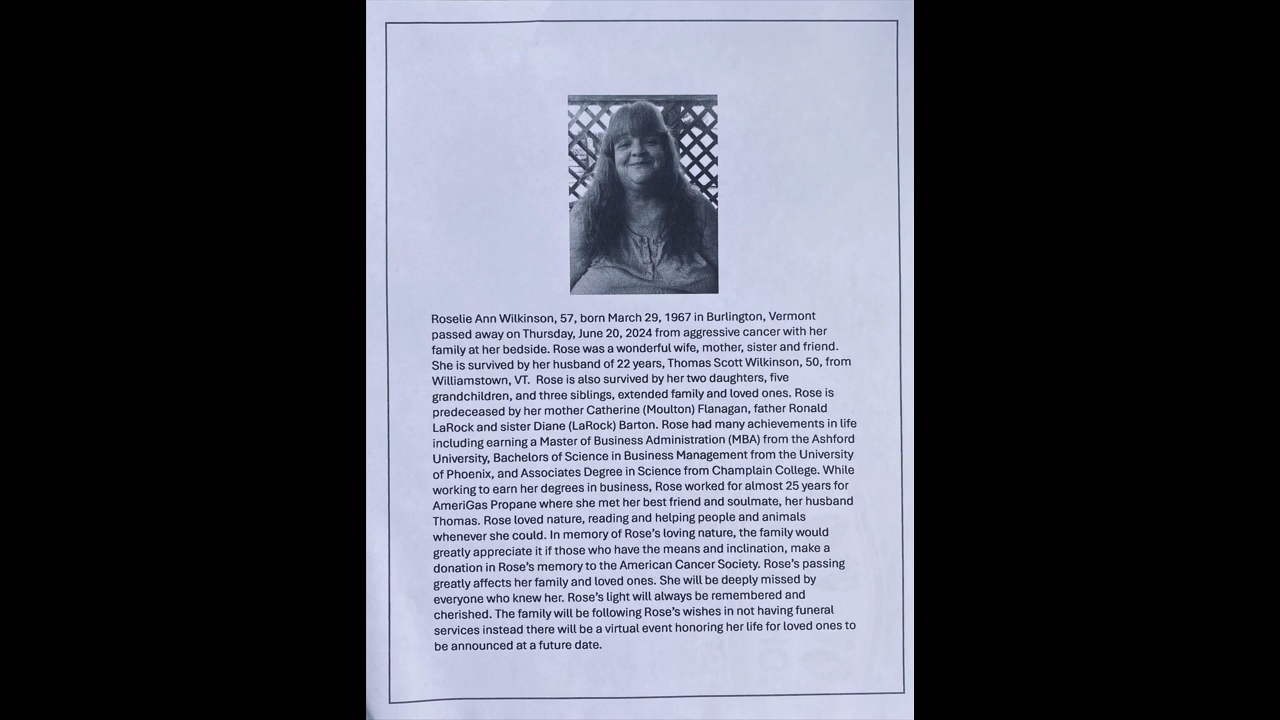 Roselie Ann Wilkinson, 57, born March 29, 1967 in Burlington, Vermont
passed away on Thursday, June 20, 2024 from aggressive cancer with her
family at her bedside. Rose was a wonderful wife, mother, sister and friend.
She is survived by her husband of 22 years, Thomas Scott Wilkinson, 50, from
Williamstown, VT.  Rose is also survived by her two daughters, five
grandchildren, and three siblings, extended family and loved ones. Rose is
predeceased by her mother Catherine (Moulton) Flanagan, father Ronald
LaRock and sister Diane (LaRock) Barton. Rose had many achievements in life
including earning a Master of Business Administration (MBA) from the Ashford
University, Bachelors of Science in Business Management from the University
of Phoenix, and Associates Degree in Science from Champlain College. While
working to earn her degrees in business, Rose worked for almost 25 years for
AmeriGas Propane where she met her best friend and soulmate, her husband
Thomas. Rose loved nature, reading and helping people and animals
whenever she could. In memory of Rose's loving nature, the family would
greatly appreciate it if those who have the means and inclination, make a
donation in Rose's memory to the American Cancer Society. Rose's passing
greatly affects her family and loved ones. She will be deeply missed by
everyone who knew her. Rose's light will always be remembered and
cherished. The family will be following Rose's wishes in not having funeral
services instead there will be a virtual event honoring her life for loved ones to
be announced at a future date.